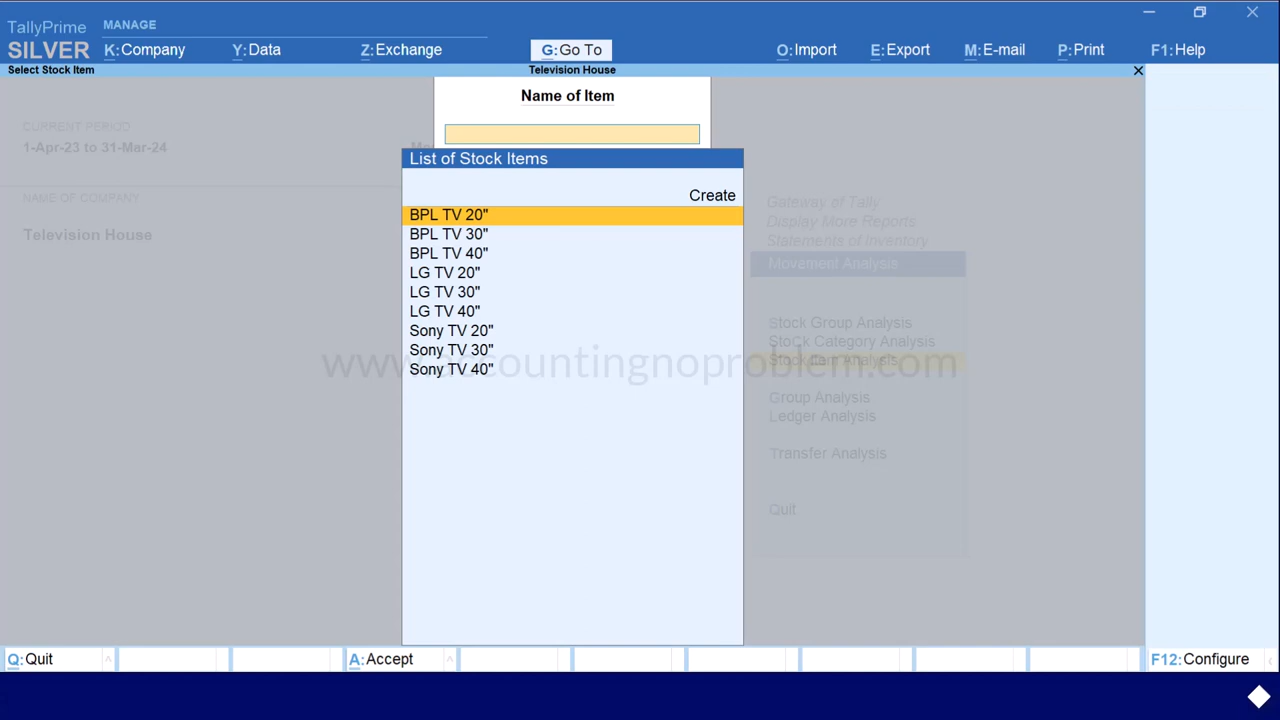 TallyPrime
MANAGE
SILVER
K:Company
Y:Data
Z:Exchange
G:Go To
O:Import
E:Export
M:E-mail
P:Print
F1:Help
Select Stock Item
Television House
Name of Item
CURRENT PERIOD
1-Apr-23 to 31-Mar-24
NAME OF COMPANY
Television House
List of Stock Items
Create
BPL TV 20"
BPL TV 30"
BPL TV 40"
LG TV 20"
LG TV 30"
LG TV 40"
Sony TV 20"
Sony TV 30"
Sony TV 40"
Gateway of Tally
Display More Reports
Statements of Inventory
Movement Analysis
Stock Group Analysis
Stock Category Analysis
Stock Item Analysis
Group Analysis
Ledger Analysis
Transfer Analysis
Quit
www.accountingnoproblem.com
Q:Quit
A:Accept
F12:Configure